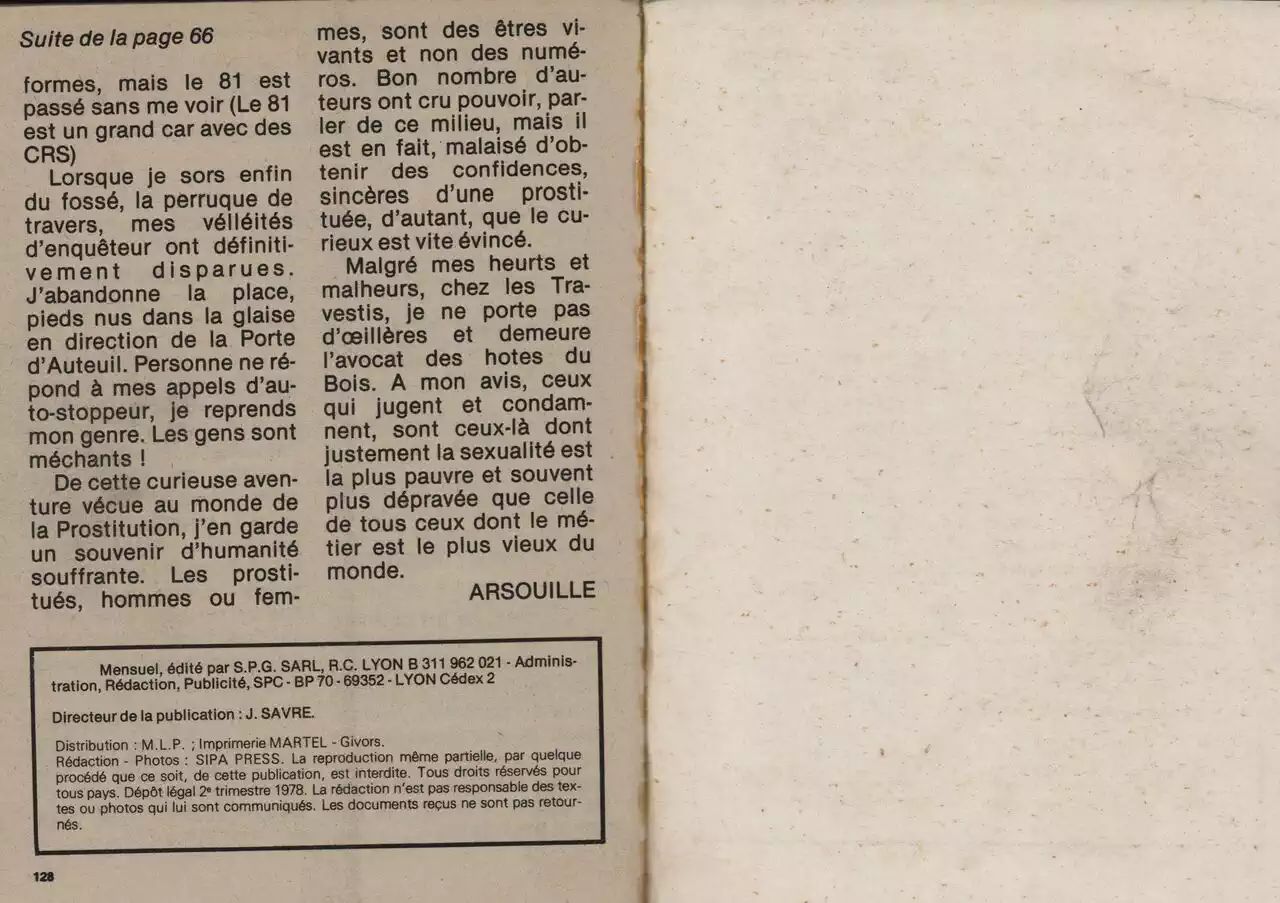 Suite de la page 66
formes, mais le 81 est
passé sans me voir (Le 81
est un grand car avec des
CRS)
Lorsque je sors enfin
du fossé, la perruque de
travers, mes vélléités
d'enquêteur ont définiti-
vement disparues.
J'abandonne la place,
pieds nus dans la glaise
en direction de la Porte
d'Auteuil. Personne ne ré-
pond à mes appels d'au-
to-stoppeur, je reprends
mon genre. Les gens sont
méchants !
De cette curieuse aven-
ture vécue au monde de
la Prostitution, j'en garde
un souvenir d'humanité
souffrante. Les prosti-
tués, hommes ou fem-
mes, sont des êtres vi-
vants et non des numé-
ros. Bon nombre d'au-
teurs ont cru pouvoir, par-
ler de ce milieu, mais il
est en fait, malaisé d'ob-
tenir des confidences,
sincères d'une prosti-
tuée, d'autant, que le cu-
rieux est vite évincé.
Malgré mes heurts et
malheurs, chez les Tra-
vestis, je ne porte pas
d'œillères et demeure
l'avocat des hotes du
Bois. A mon avis, ceux
qui jugent et condam-
nent, sont ceux-là dont
justement la sexualité est
la plus pauvre et souvent
plus dépravée que celle
de tous ceux dont le mé-
tier est le plus vieux du
monde.
ARSOUILLE
Mensuel, édité par S.P.G. SARL, R.C. LYON B 311 962 021 - Adminis-
tration, Rédaction, Publicité, SPC - BP 70 - 69352 - LYON Cédex 2
Directeur de la publication : J. SAVRE.
Distribution : M.L.P. ; Imprimerie MARTEL - Givors.
Rédaction - Photos : SIPA PRESS. La reproduction même partielle, par quelque
procédé que ce soit, de cette publication, est interdite. Tous droits réservés pour
tous pays. Dépôt légal 2e trimestre 1978. La rédaction n'est pas responsable des tex-
tes ou photos qui lui sont communiqués. Les documents reçus ne sont pas retour-
nés.
128